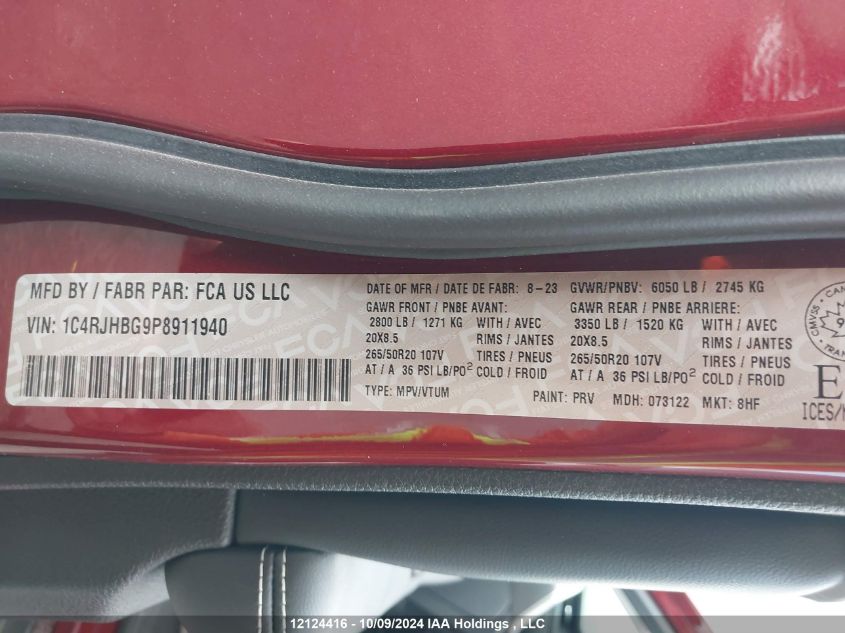 MFD BY / FABR PAR: FCA US LLC
VIN: 1C4RJHBG9P8911940
DATE OF MFR / DATE DE FABR: 8-23 GVWR/PNBV: 6050 LB / 2745 KG
GAWR FRONT / PNBE AVANT: GAWR REAR / PNBE ARRIERE:
2800 LB / 1271 KG WITH / AVEC 3350 LB / 1520 KG WITH / AVEC
20X8.5 RIMS / JANTES 20X8.5 RIMS / JANTES
265/50R20 107V TIRES / PNEUS 265/50R20 107V TIRES / PNEUS
AT / A 36 PSI LB/PO² COLD / FROID AT / A 36 PSI LB/PO² COLD / FROID
TYPE: MPV/VTUM PAINT: PRV MDH: 073122 MKT: 8HF
CMVSS
ICES/
12124416 - 10/09/2024 IAA Holdings , LLC